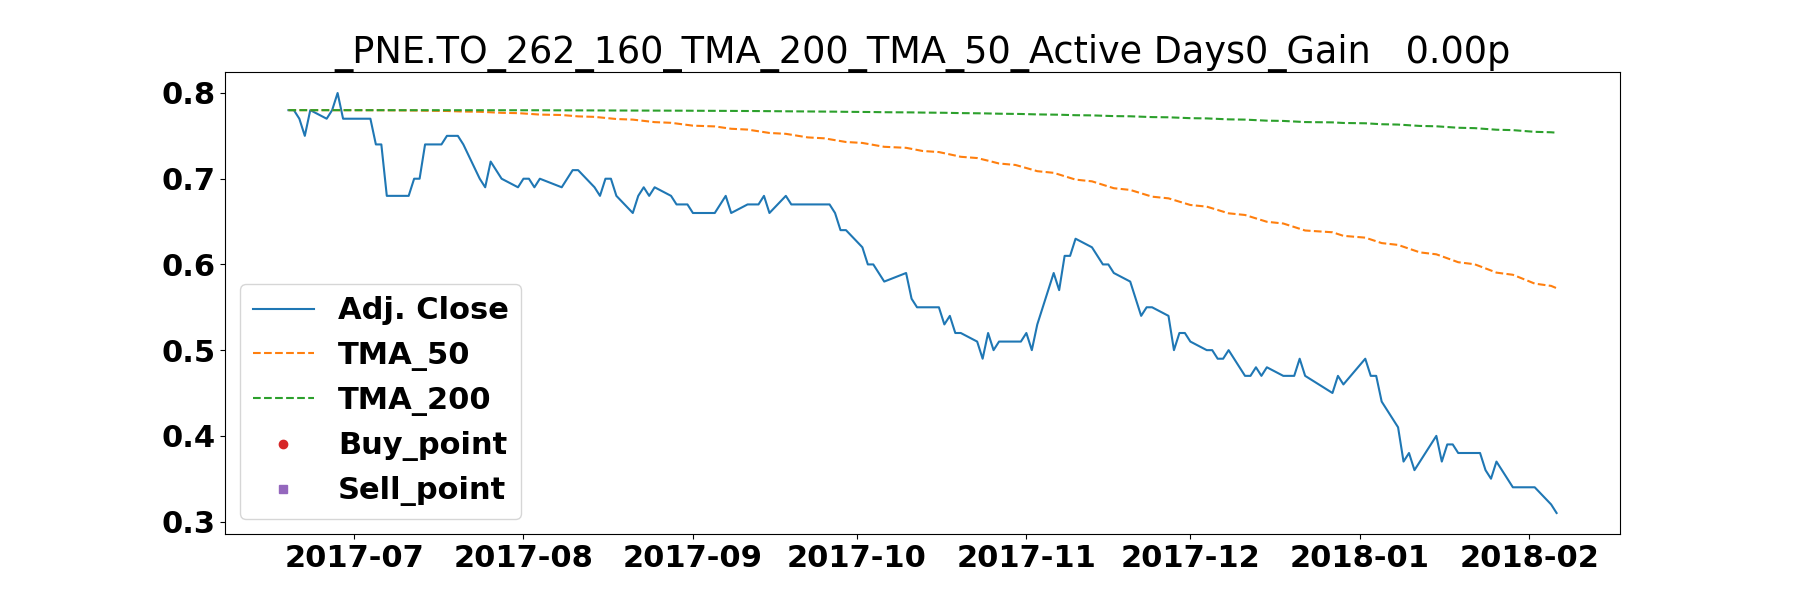 _PNE.TO_262_160_TMA_200_TMA_50_Active Days0_Gain   0.00p
0.8
0.7
0.6
0.5
0.4
0.3
Adj. Close
TMA_50
TMA_200
Buy_point
Sell_point
2017-07 2017-08 2017-09 2017-10 2017-11 2017-12 2018-01 2018-02